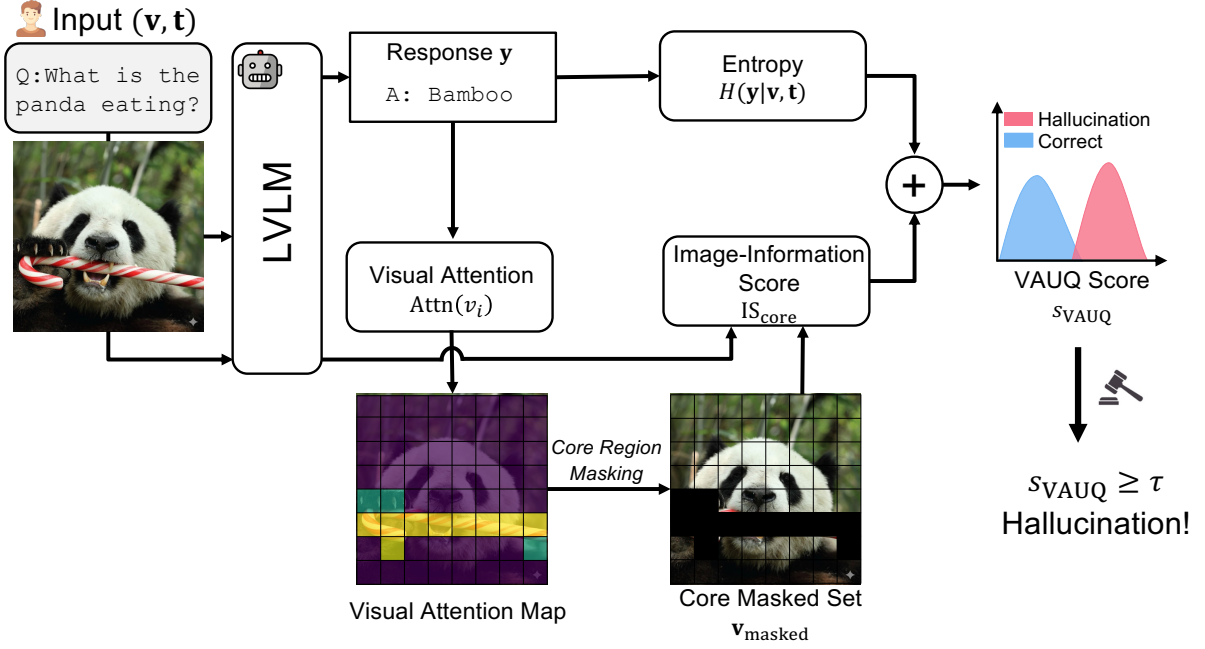 Input (v, t)
Q:What is the
panda eating?
LVLM
Response y
A: Bamboo
Entropy
H(y|v, t)
Visual Attention
Attn(v_i)
Image-Information
Score
IS_core
+
Hallucination
Correct
VAUQ Score
s_VAUQ
Core Region
Masking
Visual Attention Map
Core Masked Set
v_masked
s_VAUQ ≥ τ
Hallucination!